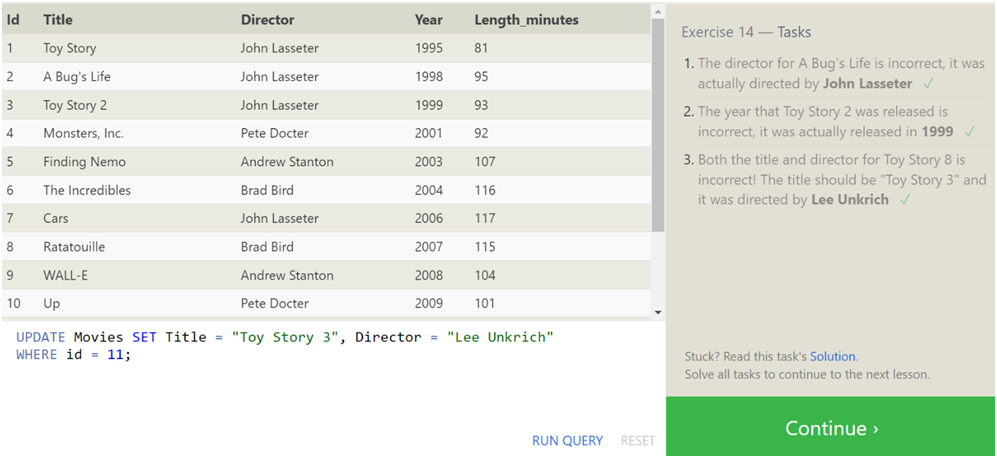 Id Title Director Year Length_minutes
1 Toy Story John Lasseter 1995 81
2 A Bug's Life John Lasseter 1998 95
3 Toy Story 2 John Lasseter 1999 93
4 Monsters, Inc. Pete Docter 2001 92
5 Finding Nemo Andrew Stanton 2003 107
6 The Incredibles Brad Bird 2004 116
7 Cars John Lasseter 2006 117
8 Ratatouille Brad Bird 2007 115
9 WALL-E Andrew Stanton 2008 104
10 Up Pete Docter 2009 101
UPDATE Movies SET Title = "Toy Story 3", Director = "Lee Unkrich"
WHERE id = 11;
RUN QUERY RESET
Exercise 14 — Tasks
1. The director for A Bug's Life is incorrect, it was
actually directed by John Lasseter ✓
2. The year that Toy Story 2 was released is
incorrect, it was actually released in 1999 ✓
3. Both the title and director for Toy Story 8 is
incorrect! The title should be "Toy Story 3" and
it was directed by Lee Unkrich ✓
Stuck? Read this task's Solution.
Solve all tasks to continue to the next lesson.
Continue ›